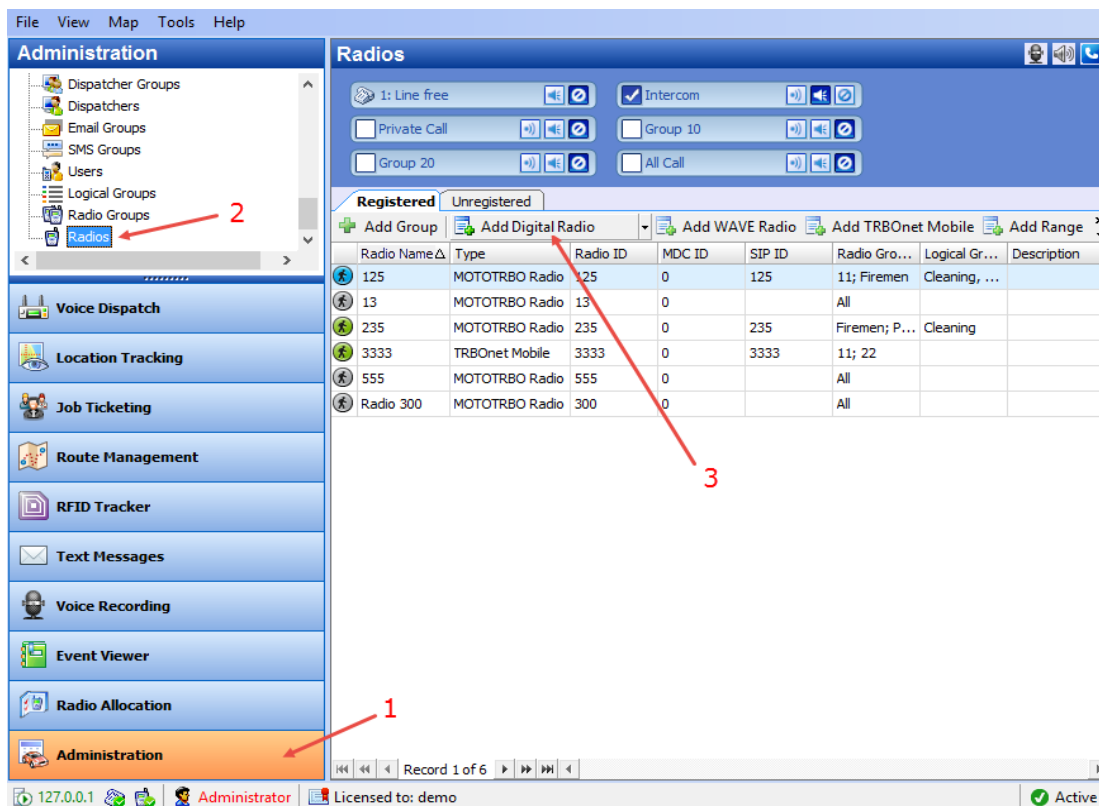 File View Map Tools Help
Administration
Dispatcher Groups
Dispatchers
Email Groups
SMS Groups
Users
Logical Groups
Radio Groups
Radios
2
Voice Dispatch
Location Tracking
Job Ticketing
Route Management
RFID Tracker
Text Messages
Voice Recording
Event Viewer
Radio Allocation
Administration
1
Radios
1: Line free Intercom
Private Call Group 10
Group 20 All Call
Registered Unregistered
Add Group Add Digital Radio Add WAVE Radio Add TRBOnet Mobile Add Range
Radio Name Type Radio ID MDC ID SIP ID Radio Gro... Logical Gr... Description
125 MOTOTRBO Radio 125 0 125 11; Firemen Cleaning, ...
13 MOTOTRBO Radio 13 0 All
235 MOTOTRBO Radio 235 0 235 Firemen; P... Cleaning
3333 TRBOnet Mobile 3333 0 3333 11; 22
555 MOTOTRBO Radio 555 0 All
Radio 300 MOTOTRBO Radio 300 0 All
3
Record 1 of 6
127.0.0.1 Administrator Licensed to: demo Active